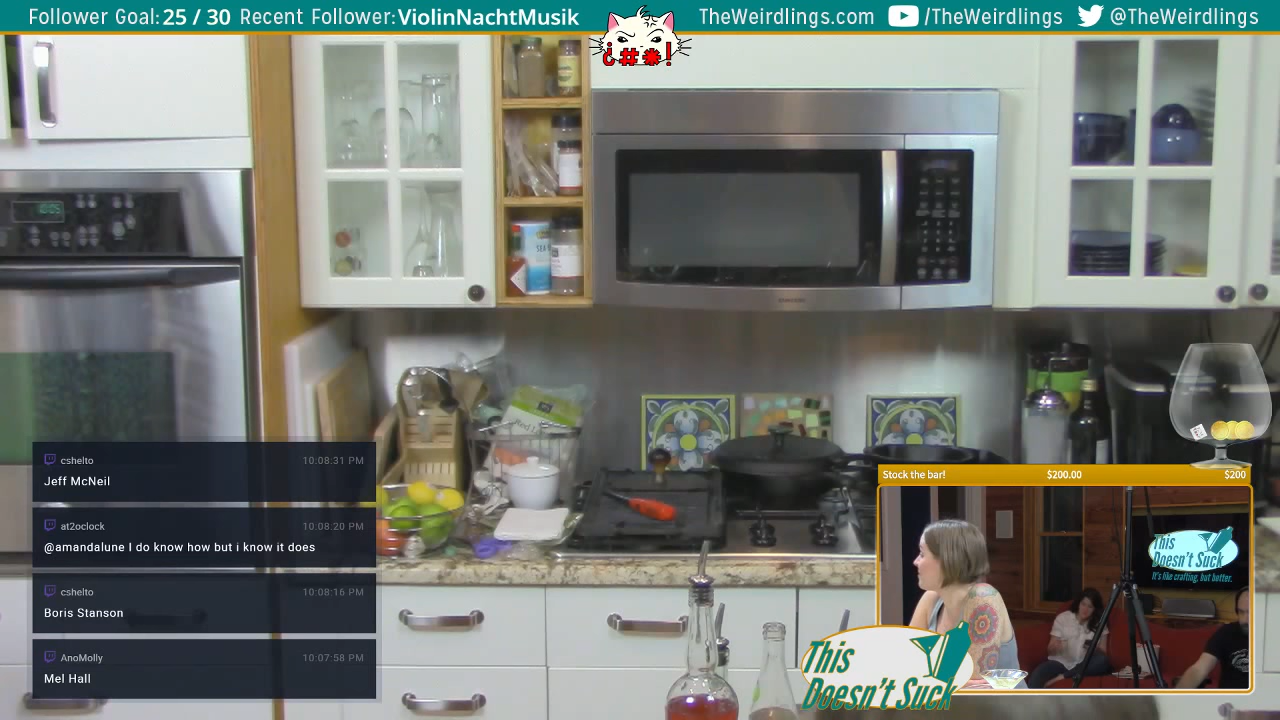 Follower Goal: 25 / 30 Recent Follower: ViolinNachtMusik
TheWeirdlings.com /TheWeirdlings @TheWeirdlings
¿#*!
SEA
cshelto 10:08:31 PM
Jeff McNeil
at2oclock 10:08:20 PM
@amandalune I do know how but i know it does
cshelto 10:08:16 PM
Boris Stanson
AnoMolly 10:07:58 PM
Mel Hall
Stock the bar! $200.00 $200
This
Doesn't Suck
It's like crafting, but better.
This
Doesn't Suck